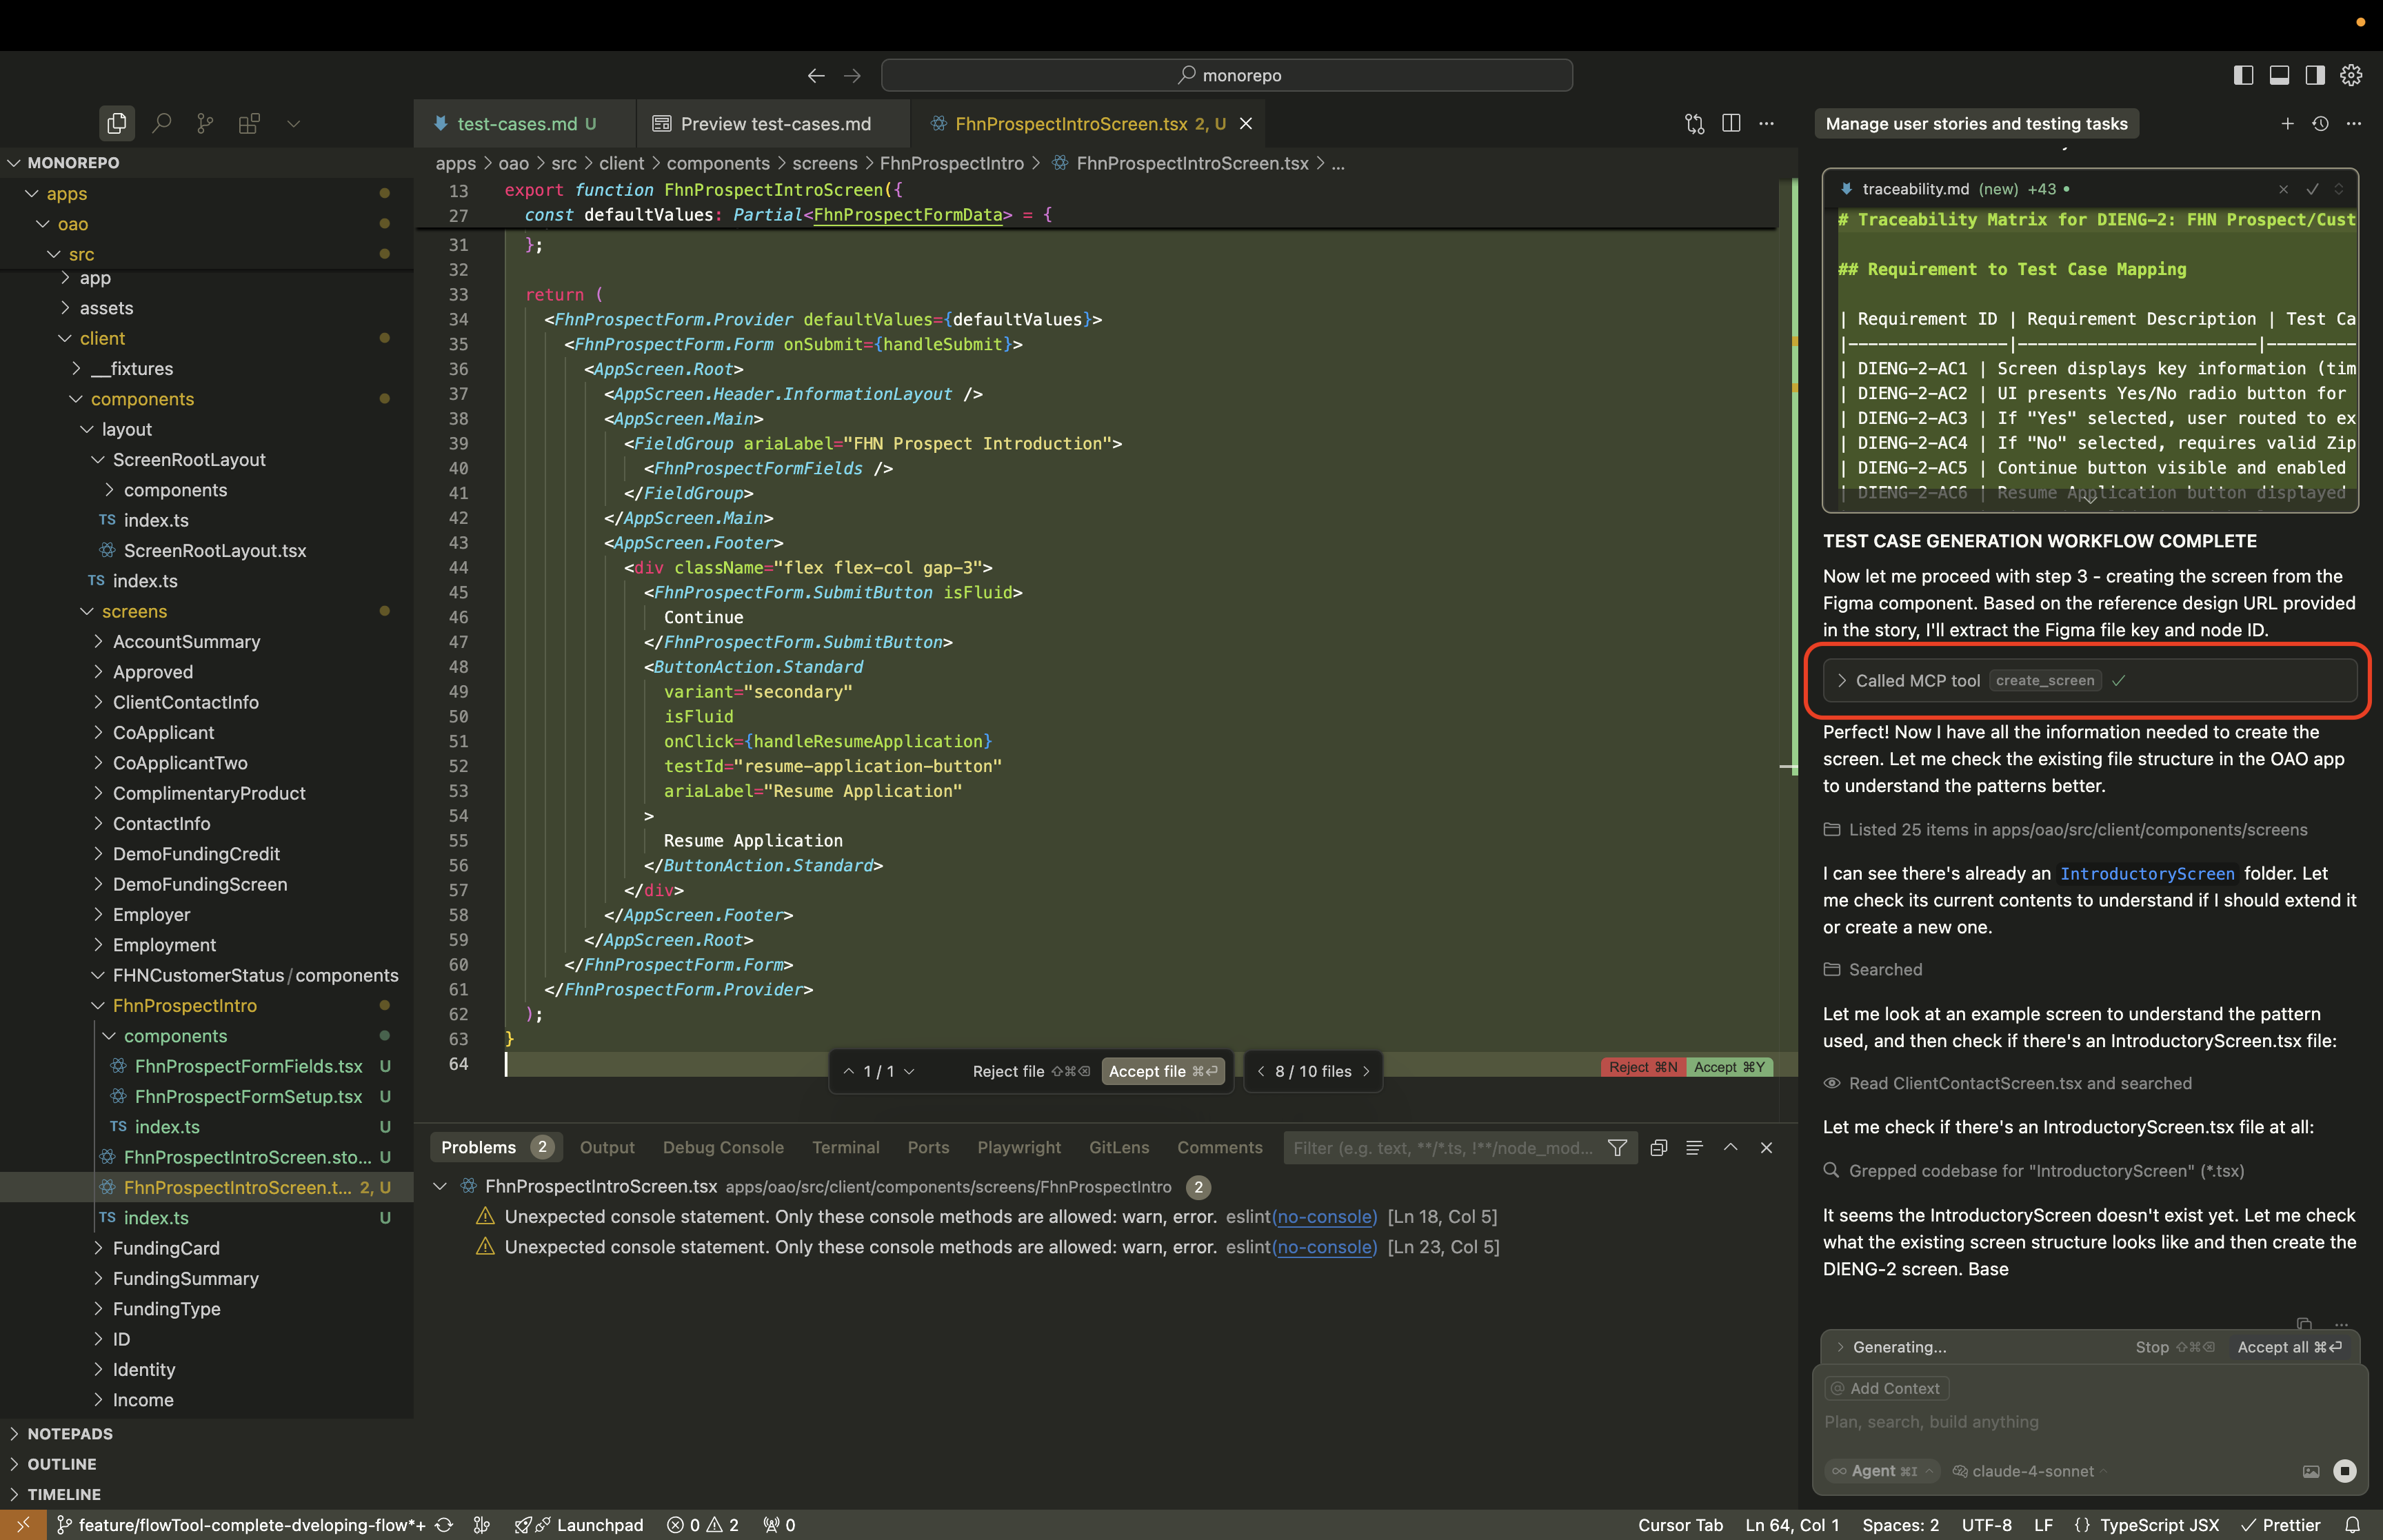 monorepo
MONOREPO
apps
oao
src
app
assets
client
__fixtures
components
layout
ScreenRootLayout
components
TS index.ts
ScreenRootLayout.tsx
TS index.ts
screens
AccountSummary
Approved
ClientContactInfo
CoApplicant
CoApplicantTwo
ComplimentaryProduct
ContactInfo
DemoFundingCredit
DemoFundingScreen
Employer
Employment
FHNCustomerStatus/components
FhnProspectIntro
components
FhnProspectFormFields.tsx U
FhnProspectFormSetup.tsx U
TS index.ts U
FhnProspectIntroScreen.sto... U
FhnProspectIntroScreen.t... 2, U
TS index.ts U
FundingCard
FundingSummary
FundingType
ID
Identity
Income
NOTEPADS
OUTLINE
TIMELINE
test-cases.md U
Preview test-cases.md
FhnProspectIntroScreen.tsx 2, U
apps > oao > src > client > components > screens > FhnProspectIntro > FhnProspectIntroScreen.tsx > ...
13 export function FhnProspectIntroScreen({
27 const defaultValues: Partial<FhnProspectFormData> = {
31 };
32
33 return (
34 <FhnProspectForm.Provider defaultValues={defaultValues}>
35 <FhnProspectForm.Form onSubmit={handleSubmit}>
36 <AppScreen.Root>
37 <AppScreen.Header.InformationLayout />
38 <AppScreen.Main>
39 <FieldGroup ariaLabel="FHN Prospect Introduction">
40 <FhnProspectFormFields />
41 </FieldGroup>
42 </AppScreen.Main>
43 <AppScreen.Footer>
44 <div className="flex flex-col gap-3">
45 <FhnProspectForm.SubmitButton isFluid>
46 Continue
47 </FhnProspectForm.SubmitButton>
48 <ButtonAction.Standard
49 variant="secondary"
50 isFluid
51 onClick={handleResumeApplication}
52 testId="resume-application-button"
53 ariaLabel="Resume Application"
54 >
55 Resume Application
56 </ButtonAction.Standard>
57 </div>
58 </AppScreen.Footer>
59 </AppScreen.Root>
60 </FhnProspectForm.Form>
61 </FhnProspectForm.Provider>
62 );
63 }
64
1 / 1 Reject file ⇧⌘⌫ Accept file ⌘⏎ 8 / 10 files
Reject ⌘N Accept ⌘Y
Problems 2 Output Debug Console Terminal Ports Playwright GitLens Comments Filter (e.g. text, **/*.ts, !**/node_mod...
FhnProspectIntroScreen.tsx apps/oao/src/client/components/screens/FhnProspectIntro 2
Unexpected console statement. Only these console methods are allowed: warn, error. eslint(no-console) [Ln 18, Col 5]
Unexpected console statement. Only these console methods are allowed: warn, error. eslint(no-console) [Ln 23, Col 5]
Manage user stories and testing tasks
traceability.md (new) +43 •
# Traceability Matrix for DIENG-2: FHN Prospect/Cust
## Requirement to Test Case Mapping
| Requirement ID | Requirement Description | Test Ca
|----------------|------------------------|---------
| DIENG-2-AC1 | Screen displays key information (tim
| DIENG-2-AC2 | UI presents Yes/No radio button for
| DIENG-2-AC3 | If "Yes" selected, user routed to ex
| DIENG-2-AC4 | If "No" selected, requires valid Zip
| DIENG-2-AC5 | Continue button visible and enabled
| DIENG-2-AC6 | Resume Application button displayed
TEST CASE GENERATION WORKFLOW COMPLETE
Now let me proceed with step 3 - creating the screen from the
Figma component. Based on the reference design URL provided
in the story, I'll extract the Figma file key and node ID.
Called MCP tool create_screen
Perfect! Now I have all the information needed to create the
screen. Let me check the existing file structure in the OAO app
to understand the patterns better.
Listed 25 items in apps/oao/src/client/components/screens
I can see there's already an IntroductoryScreen folder. Let
me check its current contents to understand if I should extend it
or create a new one.
Searched
Let me look at an example screen to understand the pattern
used, and then check if there's an IntroductoryScreen.tsx file:
Read ClientContactScreen.tsx and searched
Let me check if there's an IntroductoryScreen.tsx file at all:
Grepped codebase for "IntroductoryScreen" (*.tsx)
It seems the IntroductoryScreen doesn't exist yet. Let me check
what the existing screen structure looks like and then create the
DIENG-2 screen. Base
Generating... Stop ⇧⌘⌫ Accept all ⌘⏎
@ Add Context
Plan, search, build anything
Agent ⌘I claude-4-sonnet
feature/flowTool-complete-dveloping-flow*+ Launchpad 0 2 0
Cursor Tab Ln 64, Col 1 Spaces: 2 UTF-8 LF {} TypeScript JSX Prettier